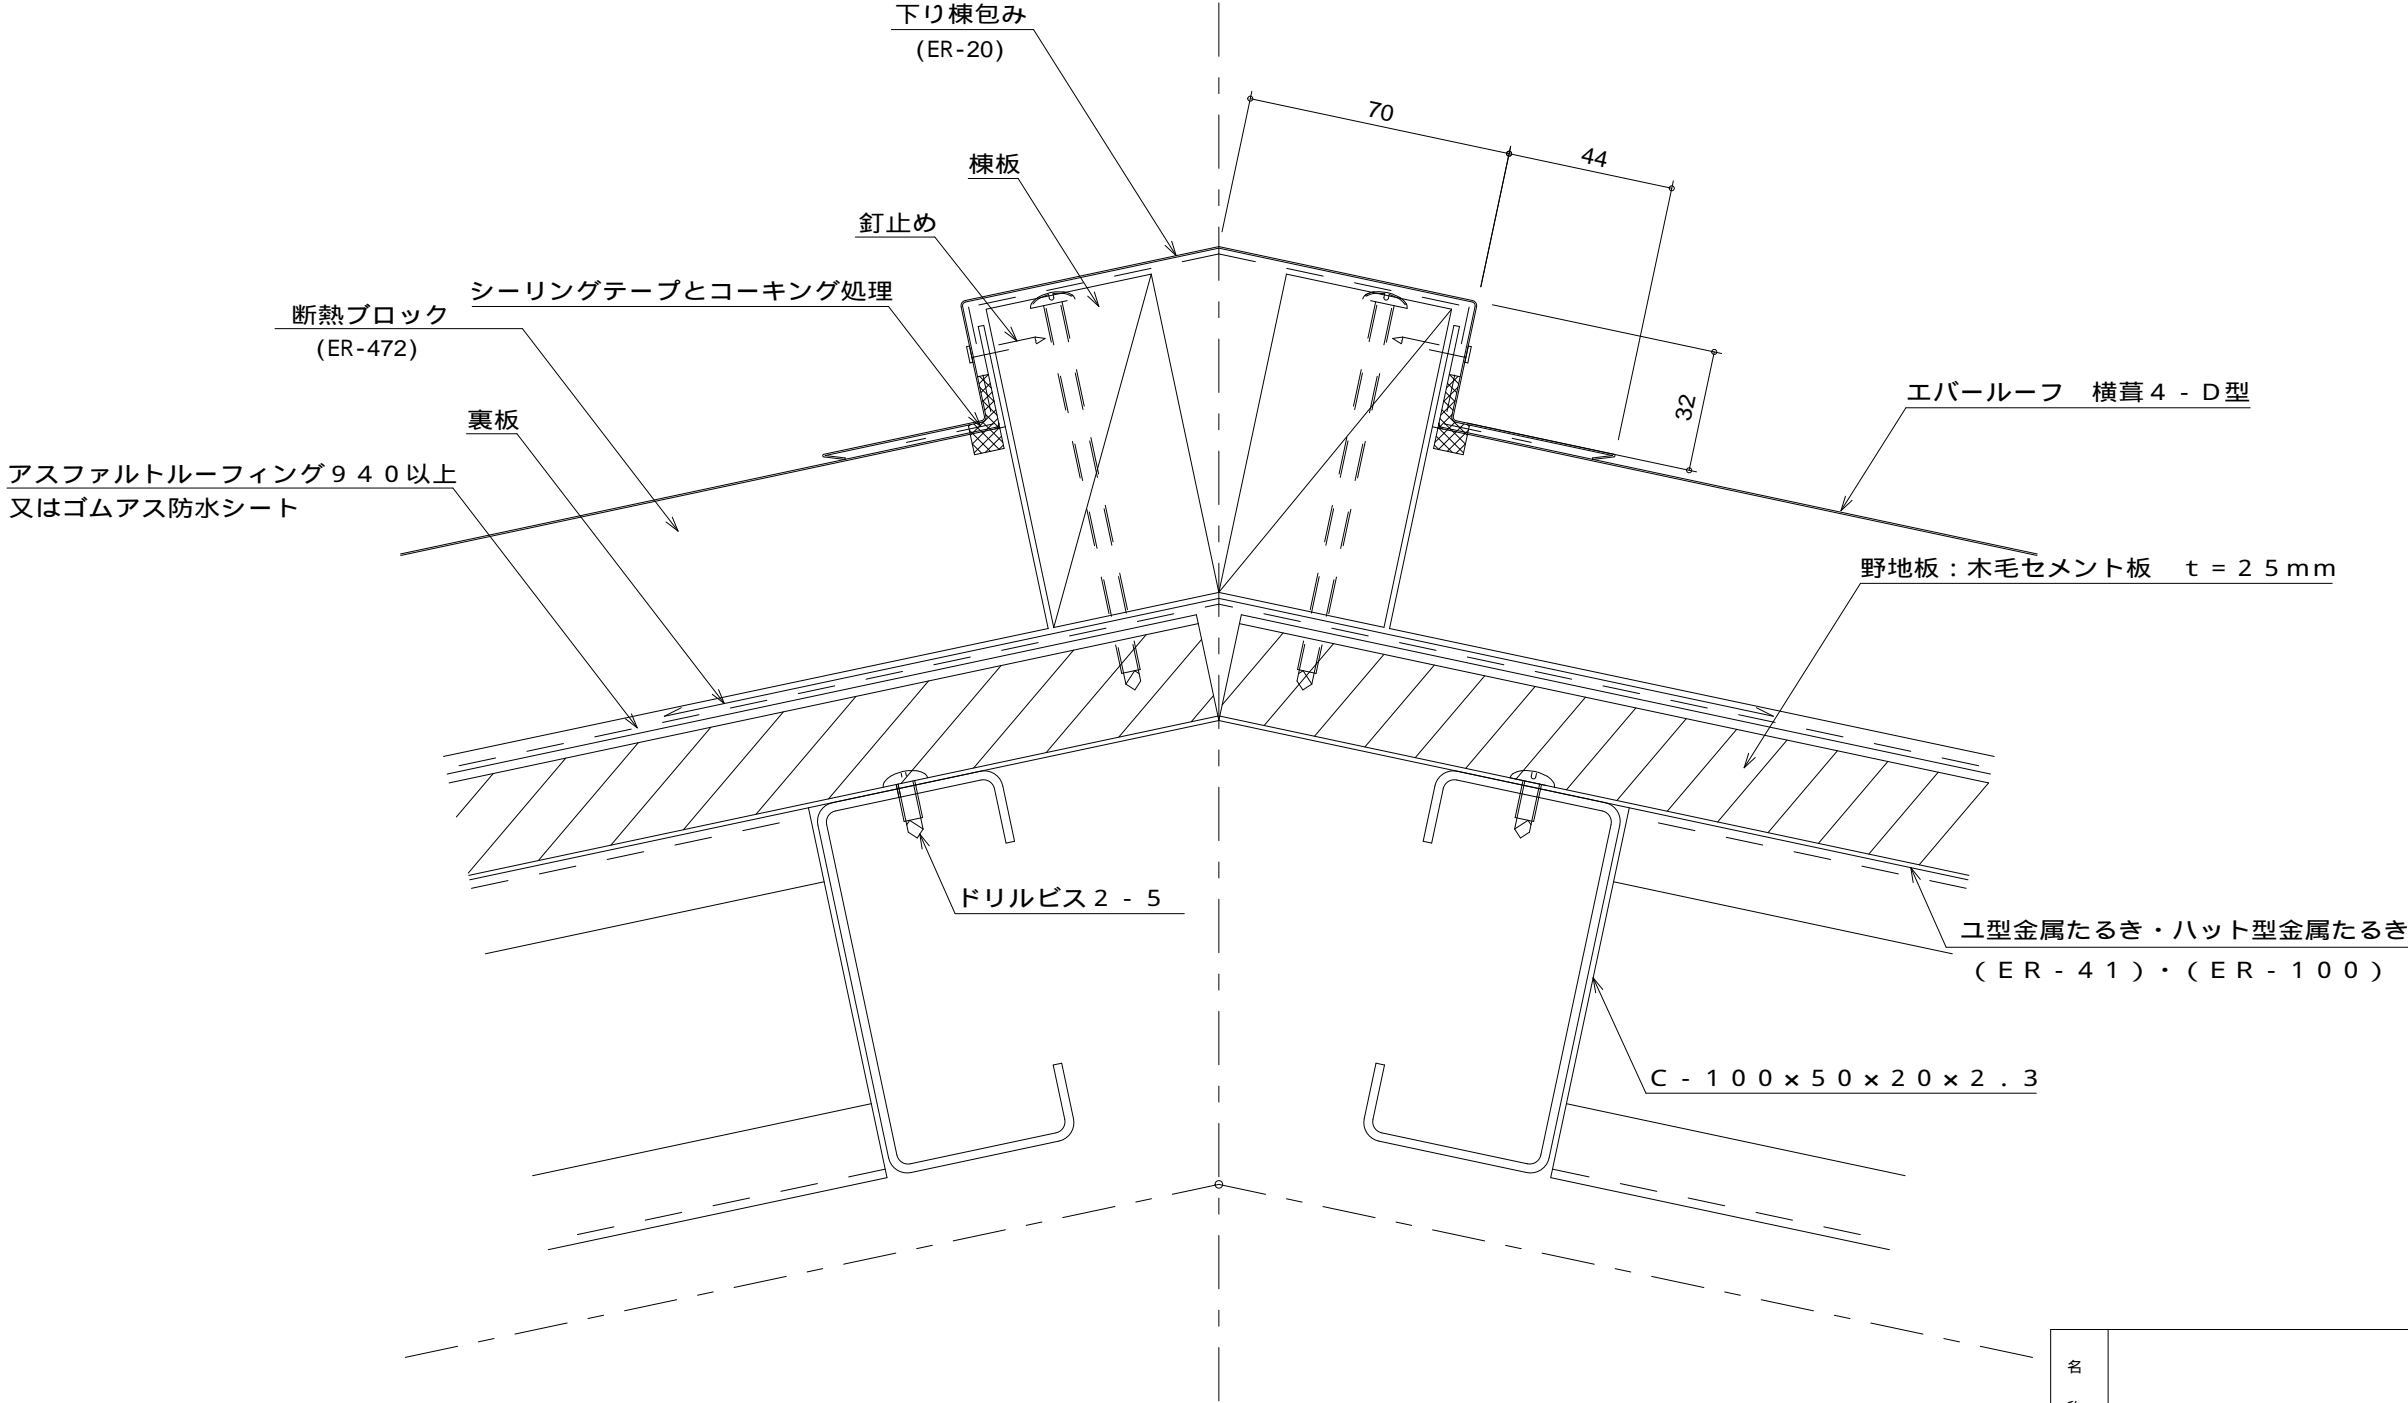 下り棟包み
(ER-20)
70
44
棟板
釘止め
シーリングテープとコーキング処理
断熱ブロック
(ER-472)
32
エバールーフ　横葺４-Ｄ型
裏板
アスファルトルーフィング９４０以上
又はゴムアス防水シート
野地板：木毛セメント板　ｔ＝２５mm
ドリルビス２-５
ユ型金属たるき・ハット型金属たるき
（ＥＲ-４１）・（ＥＲ-１００）
Ｃ-１００×５０×２０×２．３
名